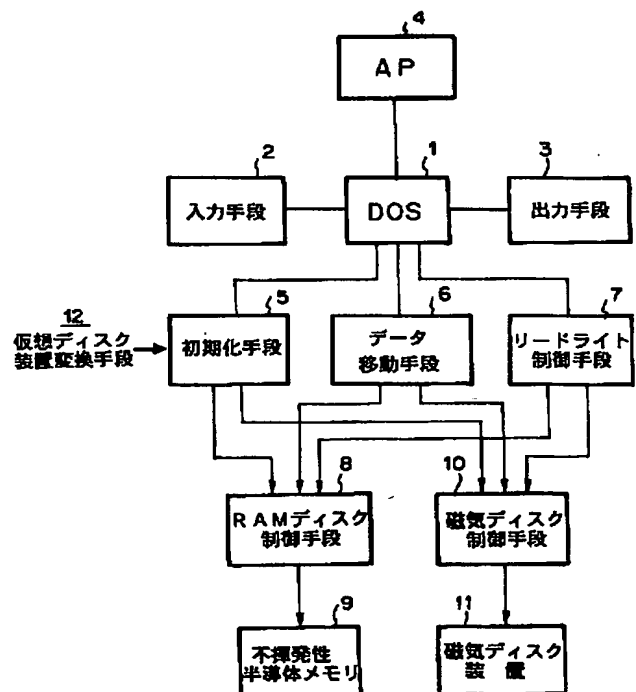 4
AP
2
1
3
入力手段
DOS
出力手段
12
仮想ディスク
装置変換手段
5
6
7
初期化手段
データ
移動手段
リードライト
制御手段
8
10
RAMディスク
制御手段
磁気ディスク
制御手段
9
11
不揮発性
半導体メモリ
磁気ディスク
装置